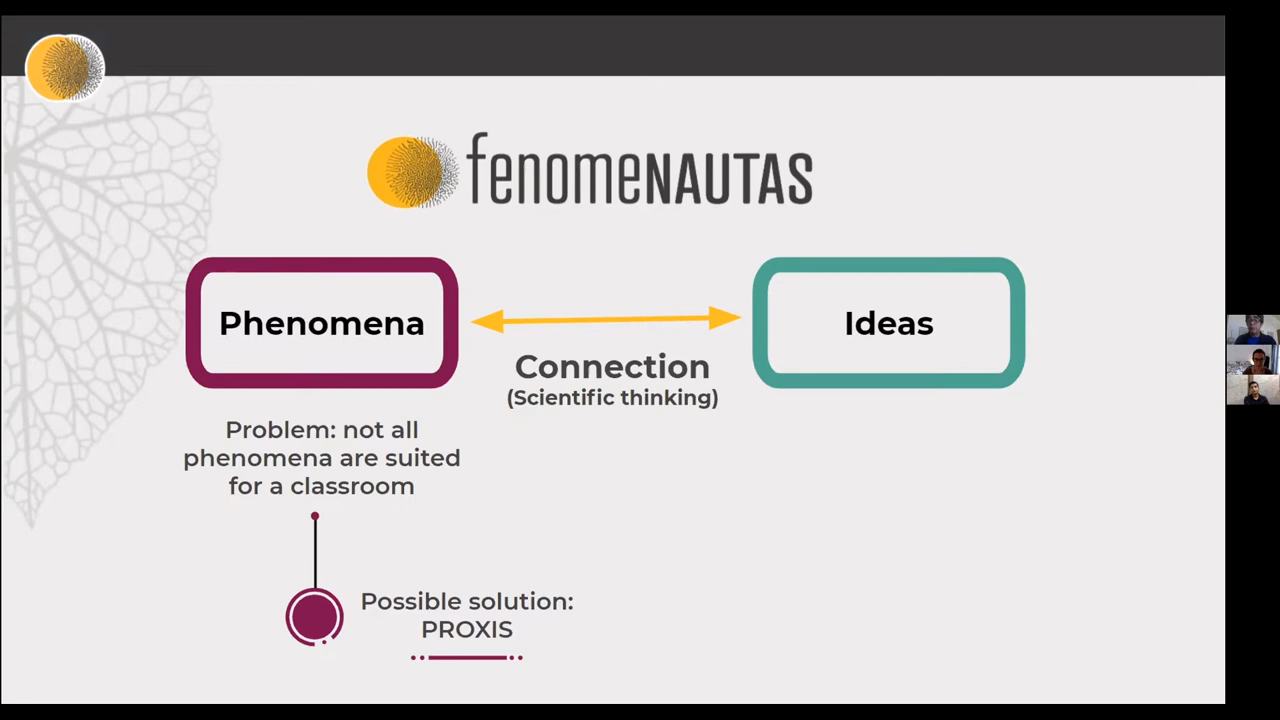 fenomeNAUTAS
Phenomena
Ideas
Connection
(Scientific thinking)
Problem: not all
phenomena are suited
for a classroom
Possible solution:
PROXIS